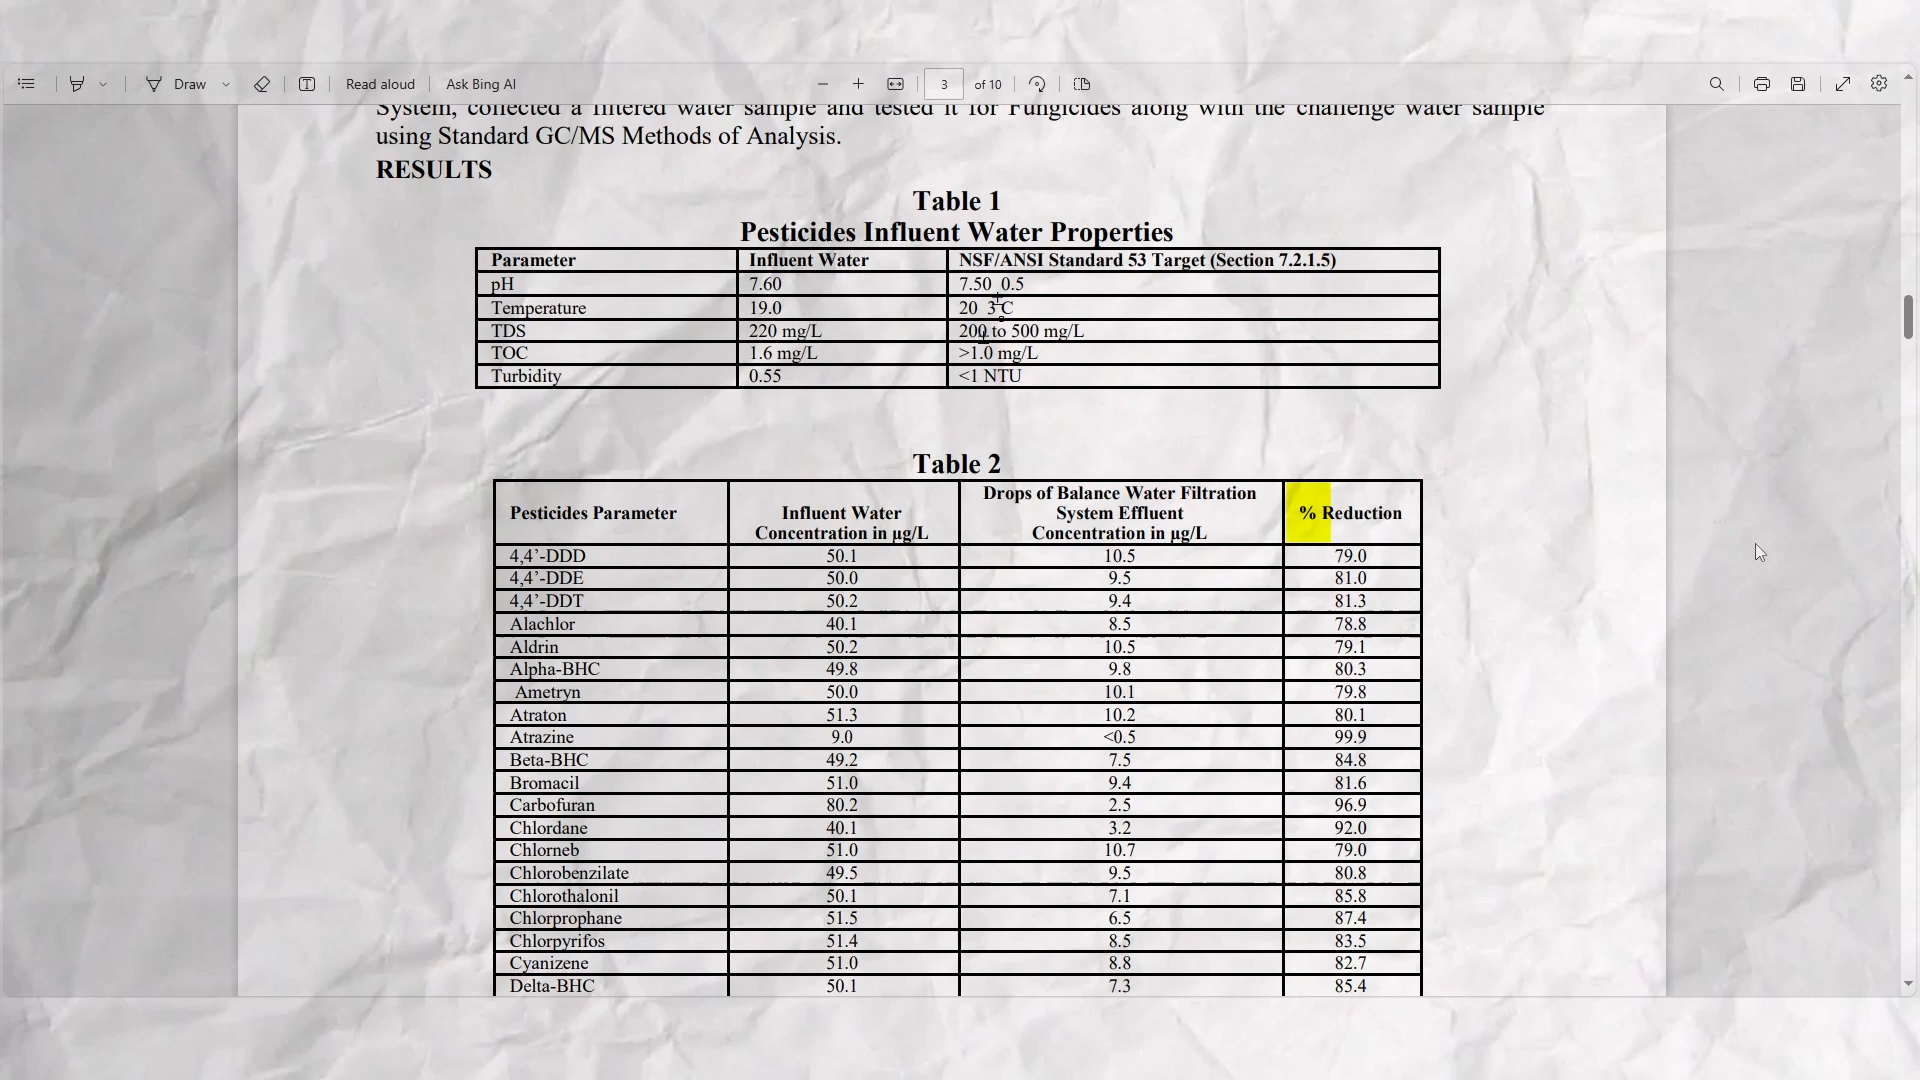 Draw
Read aloud
Ask Bing AI
3
of 10
System, collected a filtered water sample and tested it for Fungicides along with the challenge water sample
using Standard GC/MS Methods of Analysis.
RESULTS
Table 1
Pesticides Influent Water Properties
Parameter Influent Water NSF/ANSI Standard 53 Target (Section 7.2.1.5)
pH 7.60 7.50 0.5
Temperature 19.0 20 3 C
TDS 220 mg/L 200 to 500 mg/L
TOC 1.6 mg/L >1.0 mg/L
Turbidity 0.55 <1 NTU
Table 2
Pesticides Parameter
Influent Water
Concentration in µg/L
Drops of Balance Water Filtration
System Effluent
Concentration in µg/L
% Reduction
4,4’-DDD 50.1 10.5 79.0
4,4’-DDE 50.0 9.5 81.0
4,4’-DDT 50.2 9.4 81.3
Alachlor 40.1 8.5 78.8
Aldrin 50.2 10.5 79.1
Alpha-BHC 49.8 9.8 80.3
Ametryn 50.0 10.1 79.8
Atraton 51.3 10.2 80.1
Atrazine 9.0 <0.5 99.9
Beta-BHC 49.2 7.5 84.8
Bromacil 51.0 9.4 81.6
Carbofuran 80.2 2.5 96.9
Chlordane 40.1 3.2 92.0
Chlorneb 51.0 10.7 79.0
Chlorobenzilate 49.5 9.5 80.8
Chlorothalonil 50.1 7.1 85.8
Chlorprophane 51.5 6.5 87.4
Chlorpyrifos 51.4 8.5 83.5
Cyanizene 51.0 8.8 82.7
Delta-BHC 50.1 7.3 85.4